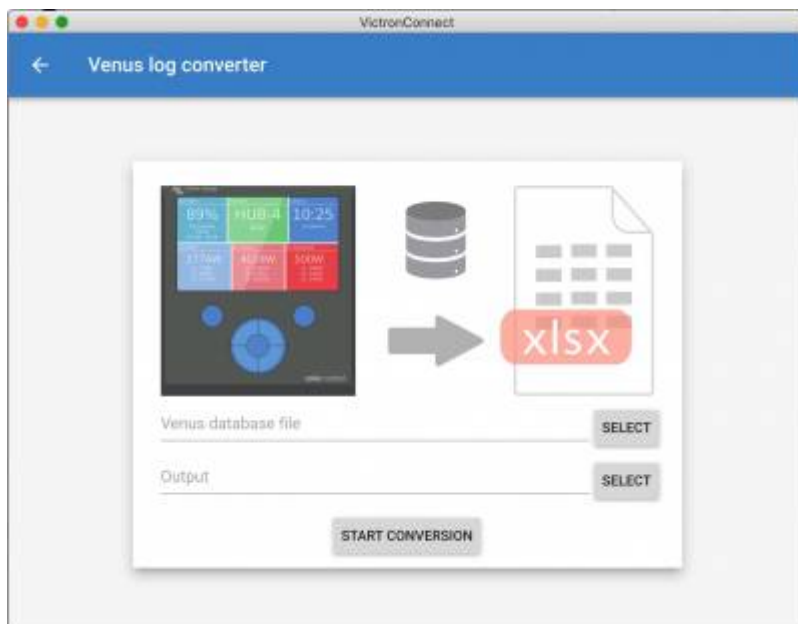 VictronConnect
Venus log converter
89% HUB-4 10:25
xlsx
Venus database file
SELECT
Output
SELECT
START CONVERSION